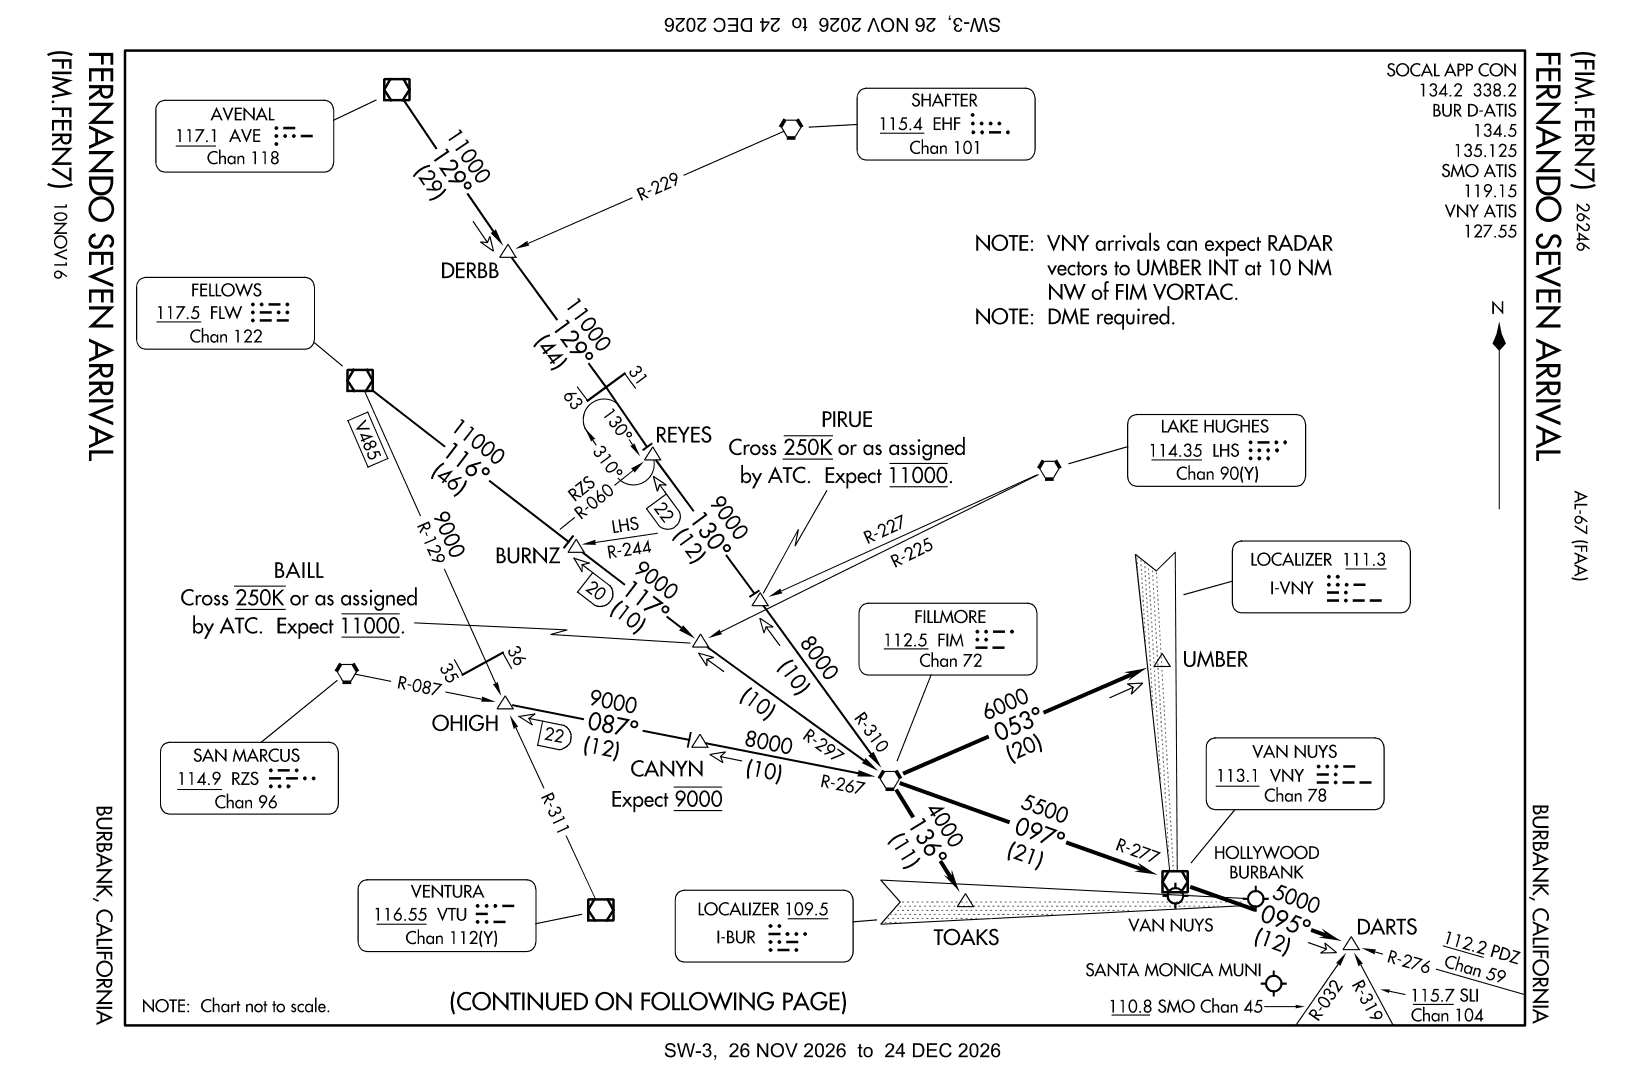 SW-3, 26 NOV 2026 to 24 DEC 2026
(FIM.FERN7) 10NOV16
FERNANDO SEVEN ARRIVAL
BURBANK, CALIFORNIA
(FIM.FERN7) 26246
FERNANDO SEVEN ARRIVAL
AL-67 (FAA)
BURBANK, CALIFORNIA
SOCAL APP CON
134.2 338.2
BUR D-ATIS
134.5
135.125
SMO ATIS
119.15
VNY ATIS
127.55
AVENAL
117.1 AVE
Chan 118
SHAFTER
115.4 EHF
Chan 101
11000
129°
(29)
R-229
DERBB
NOTE: VNY arrivals can expect RADAR
vectors to UMBER INT at 10 NM
NW of FIM VORTAC.
NOTE: DME required.
N
FELLOWS
117.5 FLW
Chan 122
11000
129°
(44)
31
63
130°
310°
REYES
RZS
R-060
22
V485
11000
116°
(46)
9000
R-129
PIRUE
Cross 250K or as assigned
by ATC. Expect 11000.
LAKE HUGHES
114.35 LHS
Chan 90(Y)
R-227
R-225
9000
130°
(12)
LHS
R-244
BURNZ
20
9000
117°
(10)
BAILL
Cross 250K or as assigned
by ATC. Expect 11000.
LOCALIZER 111.3
I-VNY
FILLMORE
112.5 FIM
Chan 72
8000
(10)
R-310
(10)
R-297
35
36
R-087
OHIGH
22
9000
087°
(12)
CANYN
Expect 9000
8000
(10)
R-267
UMBER
6000
053°
(20)
SAN MARCUS
114.9 RZS
Chan 96
R-311
VAN NUYS
113.1 VNY
Chan 78
4000
136°
(11)
5500
097°
(21)
R-277
HOLLYWOOD
BURBANK
VENTURA
116.55 VTU
Chan 112(Y)
LOCALIZER 109.5
I-BUR
TOAKS
VAN NUYS
5000
095°
(12)
DARTS
112.2 PDZ
Chan 59
R-276
SANTA MONICA MUNI
110.8 SMO Chan 45
R-032
R-319
115.7 SLI
Chan 104
NOTE: Chart not to scale.
(CONTINUED ON FOLLOWING PAGE)
SW-3, 26 NOV 2026 to 24 DEC 2026